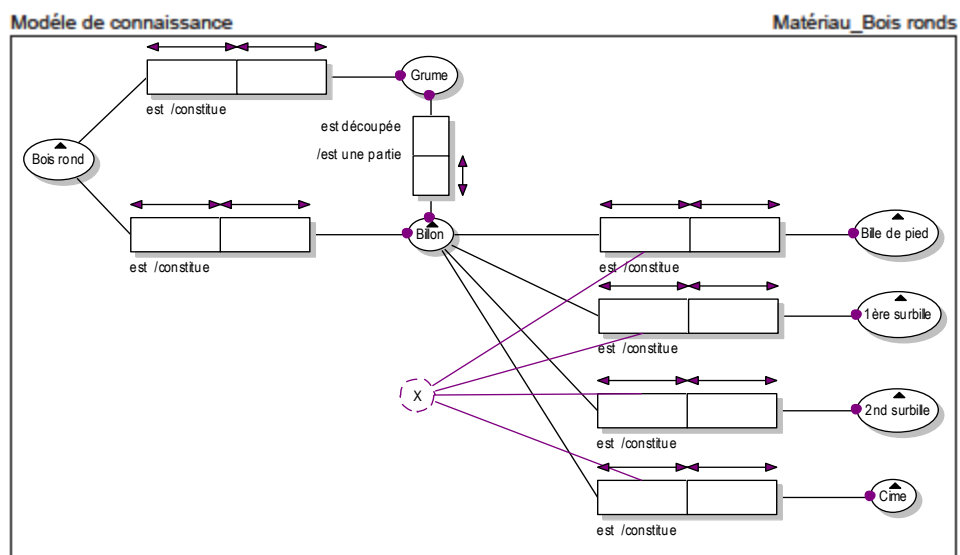 Modéle de connaissance
Matériau_Bois ronds
Grume
est /constitue
est découpée
/est une partie
Bois rond
Billon
Bille de pied
est /constitue
est /constitue
1ère surbille
est /constitue
X
2nd surbille
est /constitue
Cime
est /constitue